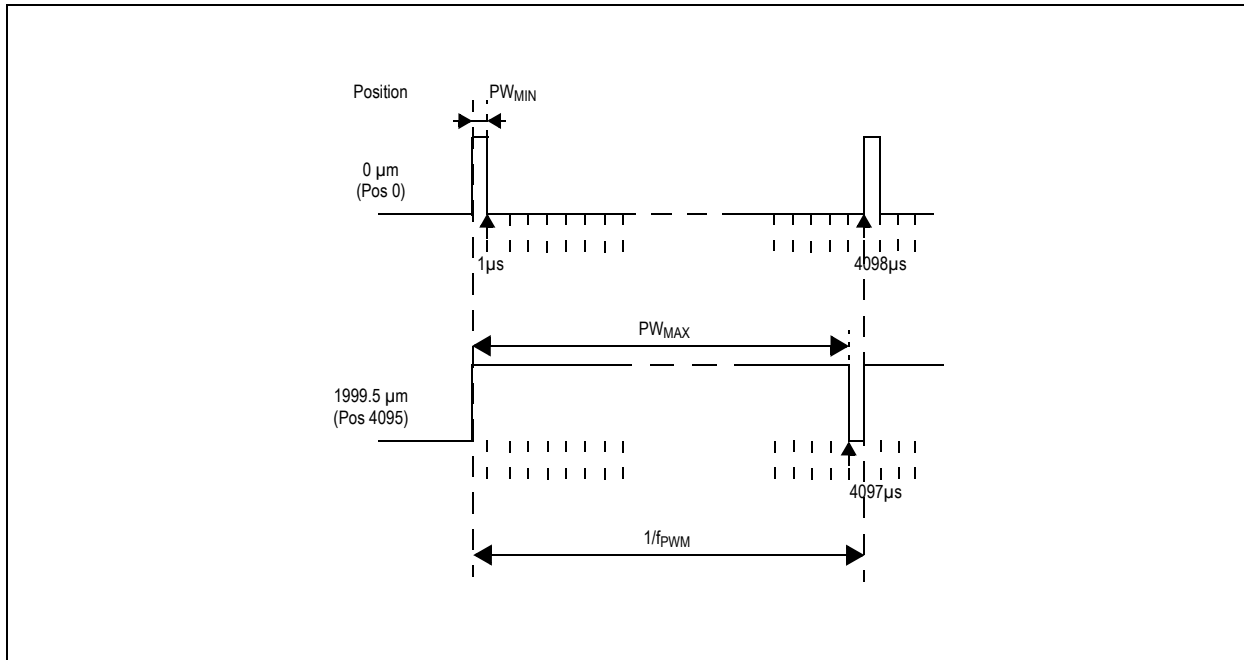 Position
PWMIN
0 µm
(Pos 0)
1µs
4098µs
PWMAX
1999.5 µm
(Pos 4095)
4097µs
1/fPWM